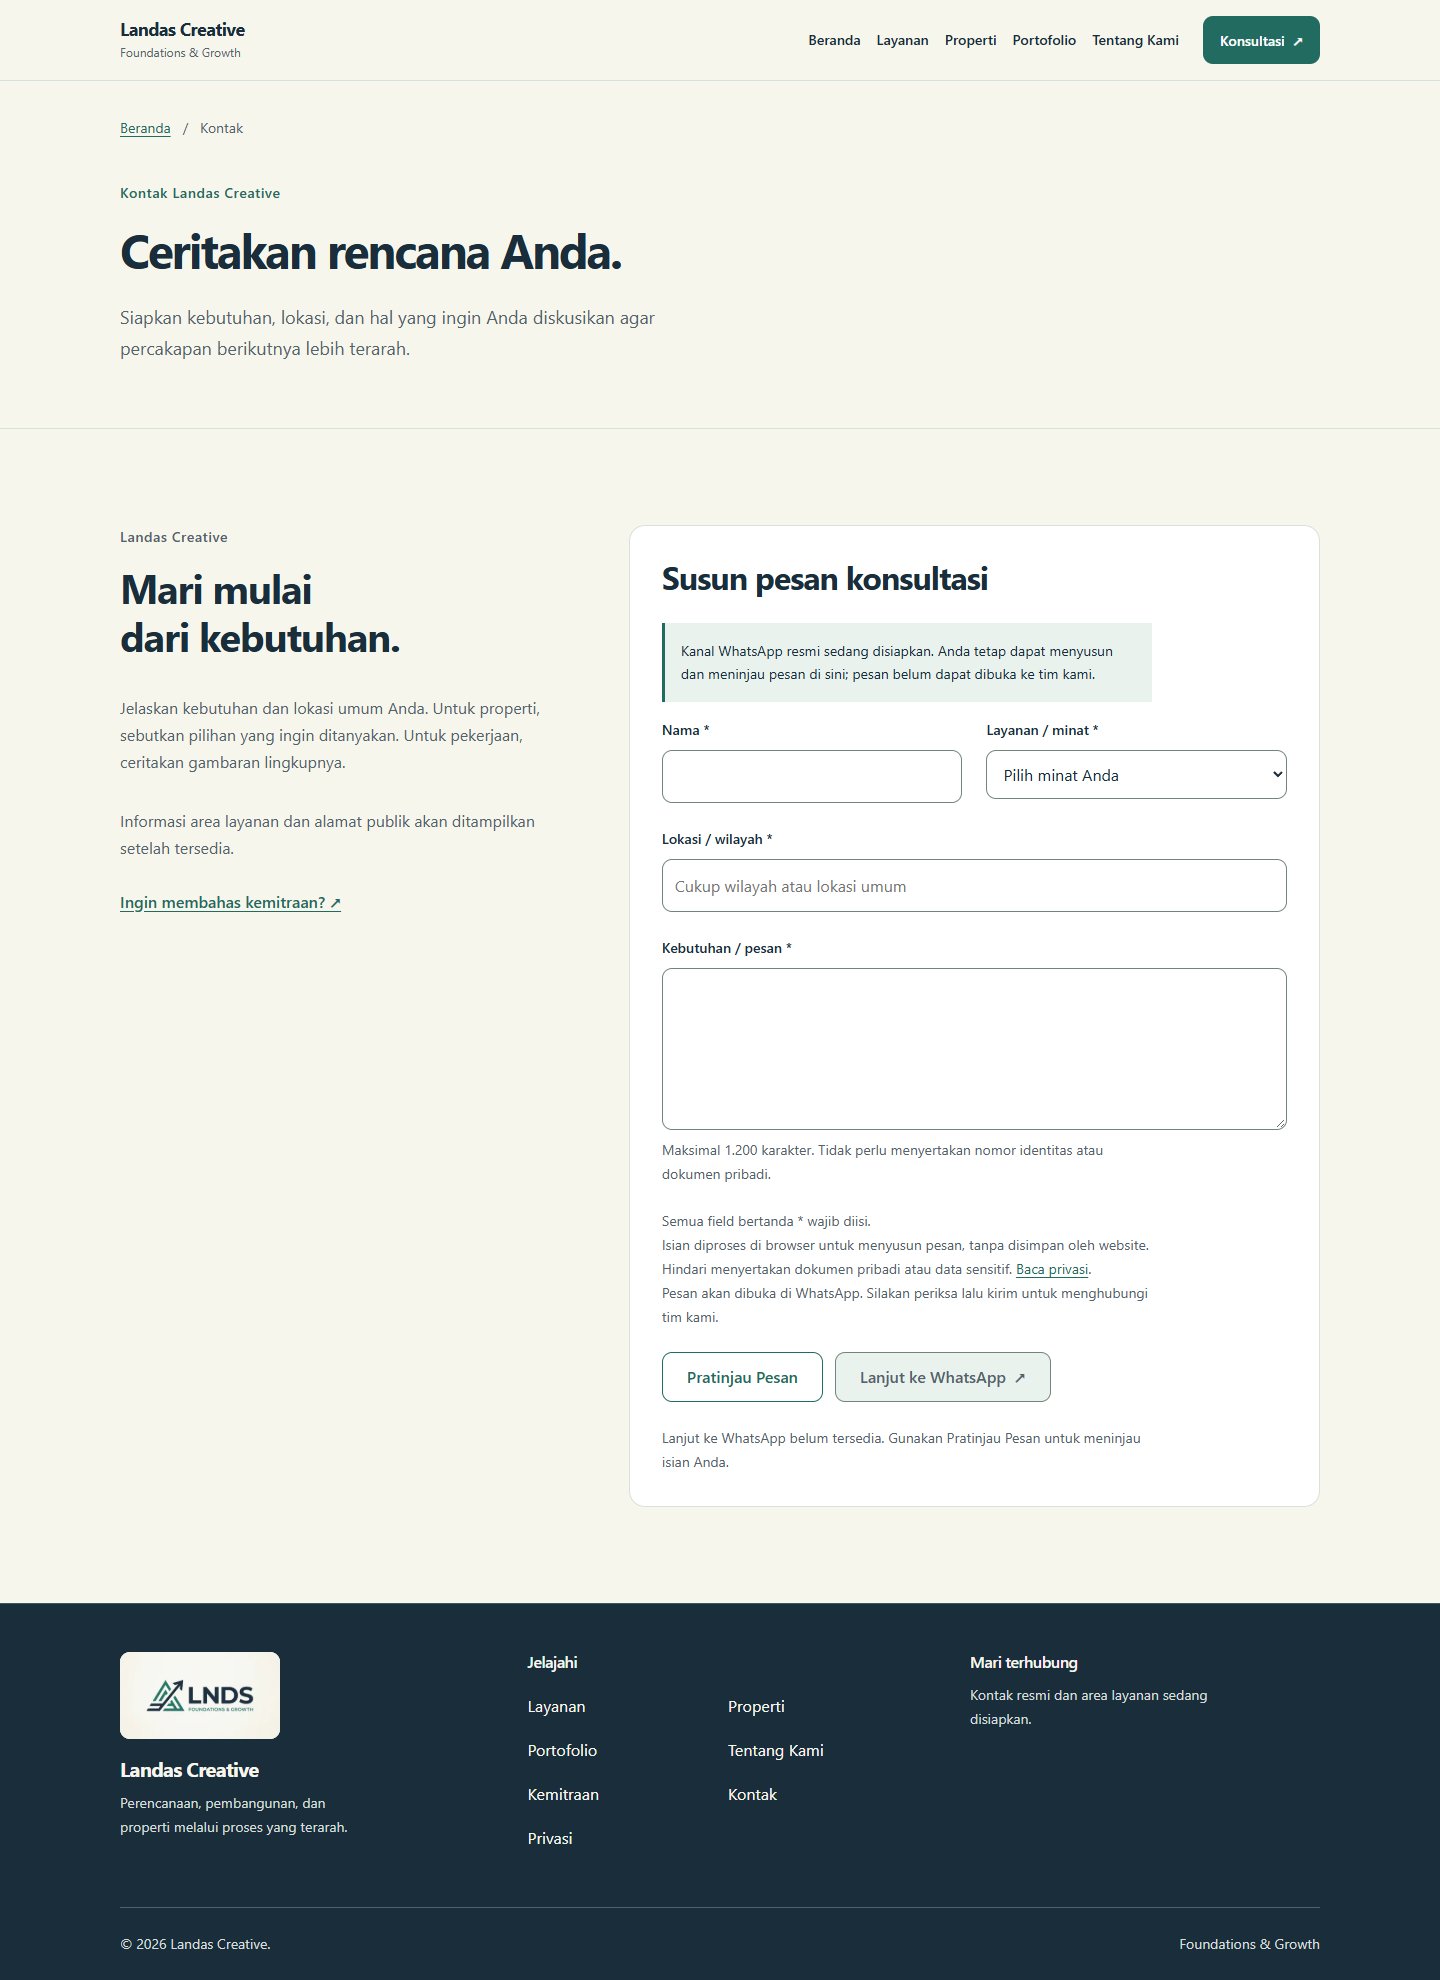 Landas Creative
Foundations & Growth
Beranda
Layanan
Properti
Portofolio
Tentang Kami
Konsultasi ↗
Beranda / Kontak
Kontak Landas Creative
Ceritakan rencana Anda.
Siapkan kebutuhan, lokasi, dan hal yang ingin Anda diskusikan agar
percakapan berikutnya lebih terarah.
Landas Creative
Mari mulai
dari kebutuhan.
Jelaskan kebutuhan dan lokasi umum Anda. Untuk properti,
sebutkan pilihan yang ingin ditanyakan. Untuk pekerjaan,
ceritakan gambaran lingkupnya.
Informasi area layanan dan alamat publik akan ditampilkan
setelah tersedia.
Ingin membahas kemitraan? ↗
Susun pesan konsultasi
Kanal WhatsApp resmi sedang disiapkan. Anda tetap dapat menyusun
dan meninjau pesan di sini; pesan belum dapat dibuka ke tim kami.
Nama *
Layanan / minat *
Pilih minat Anda
Lokasi / wilayah *
Cukup wilayah atau lokasi umum
Kebutuhan / pesan *
Maksimal 1.200 karakter. Tidak perlu menyertakan nomor identitas atau
dokumen pribadi.
Semua field bertanda * wajib diisi.
Isian diproses di browser untuk menyusun pesan, tanpa disimpan oleh website.
Hindari menyertakan dokumen pribadi atau data sensitif. Baca privasi.
Pesan akan dibuka di WhatsApp. Silakan periksa lalu kirim untuk menghubungi
tim kami.
Pratinjau Pesan
Lanjut ke WhatsApp ↗
Lanjut ke WhatsApp belum tersedia. Gunakan Pratinjau Pesan untuk meninjau
isian Anda.
LNDS
FOUNDATIONS & GROWTH
Landas Creative
Perencanaan, pembangunan, dan
properti melalui proses yang terarah.
Jelajahi
Layanan
Properti
Portofolio
Tentang Kami
Kemitraan
Kontak
Privasi
Mari terhubung
Kontak resmi dan area layanan sedang
disiapkan.
© 2026 Landas Creative.
Foundations & Growth